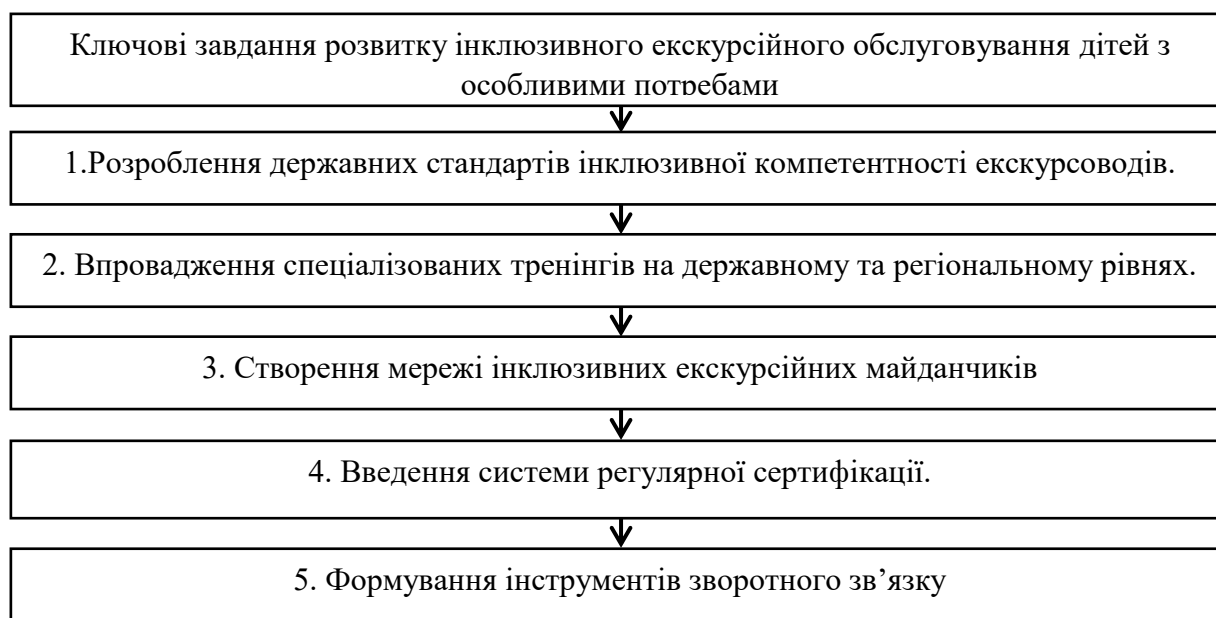 Ключові завдання розвитку інклюзивного екскурсійного обслуговування дітей з
особливими потребами
1.Розроблення державних стандартів інклюзивної компетентності екскурсоводів.
2. Впровадження спеціалізованих тренінгів на державному та регіональному рівнях.
3. Створення мережі інклюзивних екскурсійних майданчиків
4. Введення системи регулярної сертифікації.
5. Формування інструментів зворотного зв’язку